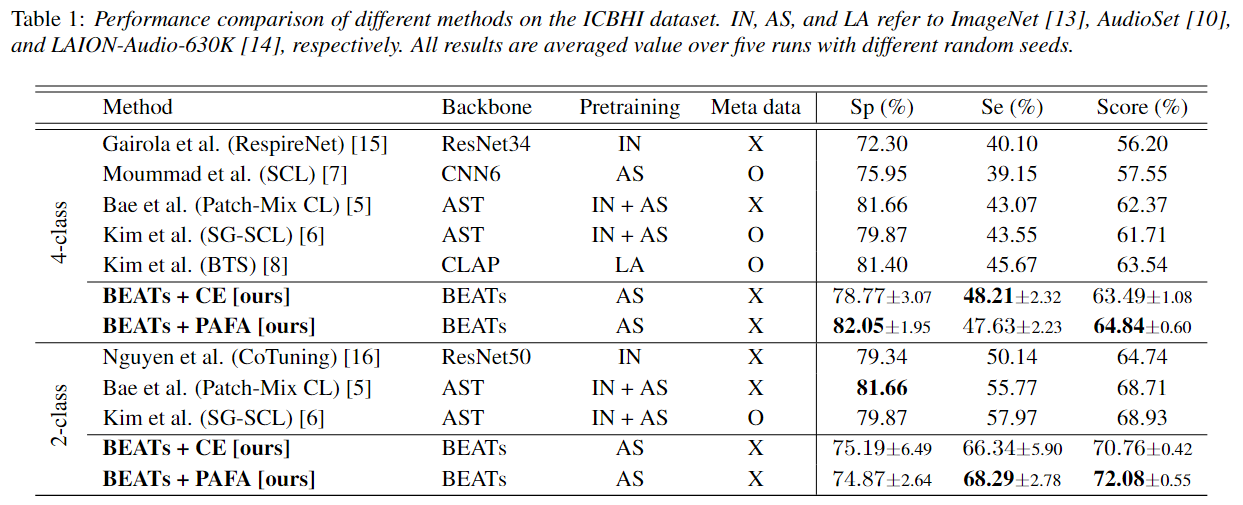 Table 1: Performance comparison of different methods on the ICBHI dataset. IN, AS, and LA refer to ImageNet [13], AudioSet [10],
and LAION-Audio-630K [14], respectively. All results are averaged value over five runs with different random seeds.
Method Backbone Pretraining Meta data Sp (%) Se (%) Score (%)
4-class
Gairola et al. (RespireNet) [15] ResNet34 IN X 72.30 40.10 56.20
Moummad et al. (SCL) [7] CNN6 AS O 75.95 39.15 57.55
Bae et al. (Patch-Mix CL) [5] AST IN + AS X 81.66 43.07 62.37
Kim et al. (SG-SCL) [6] AST IN + AS O 79.87 43.55 61.71
Kim et al. (BTS) [8] CLAP LA O 81.40 45.67 63.54
BEATs + CE [ours] BEATs AS X 78.77±3.07 48.21±2.32 63.49±1.08
BEATs + PAFA [ours] BEATs AS X 82.05±1.95 47.63±2.23 64.84±0.60
2-class
Nguyen et al. (CoTuning) [16] ResNet50 IN X 79.34 50.14 64.74
Bae et al. (Patch-Mix CL) [5] AST IN + AS X 81.66 55.77 68.71
Kim et al. (SG-SCL) [6] AST IN + AS O 79.87 57.97 68.93
BEATs + CE [ours] BEATs AS X 75.19±6.49 66.34±5.90 70.76±0.42
BEATs + PAFA [ours] BEATs AS X 74.87±2.64 68.29±2.78 72.08±0.55